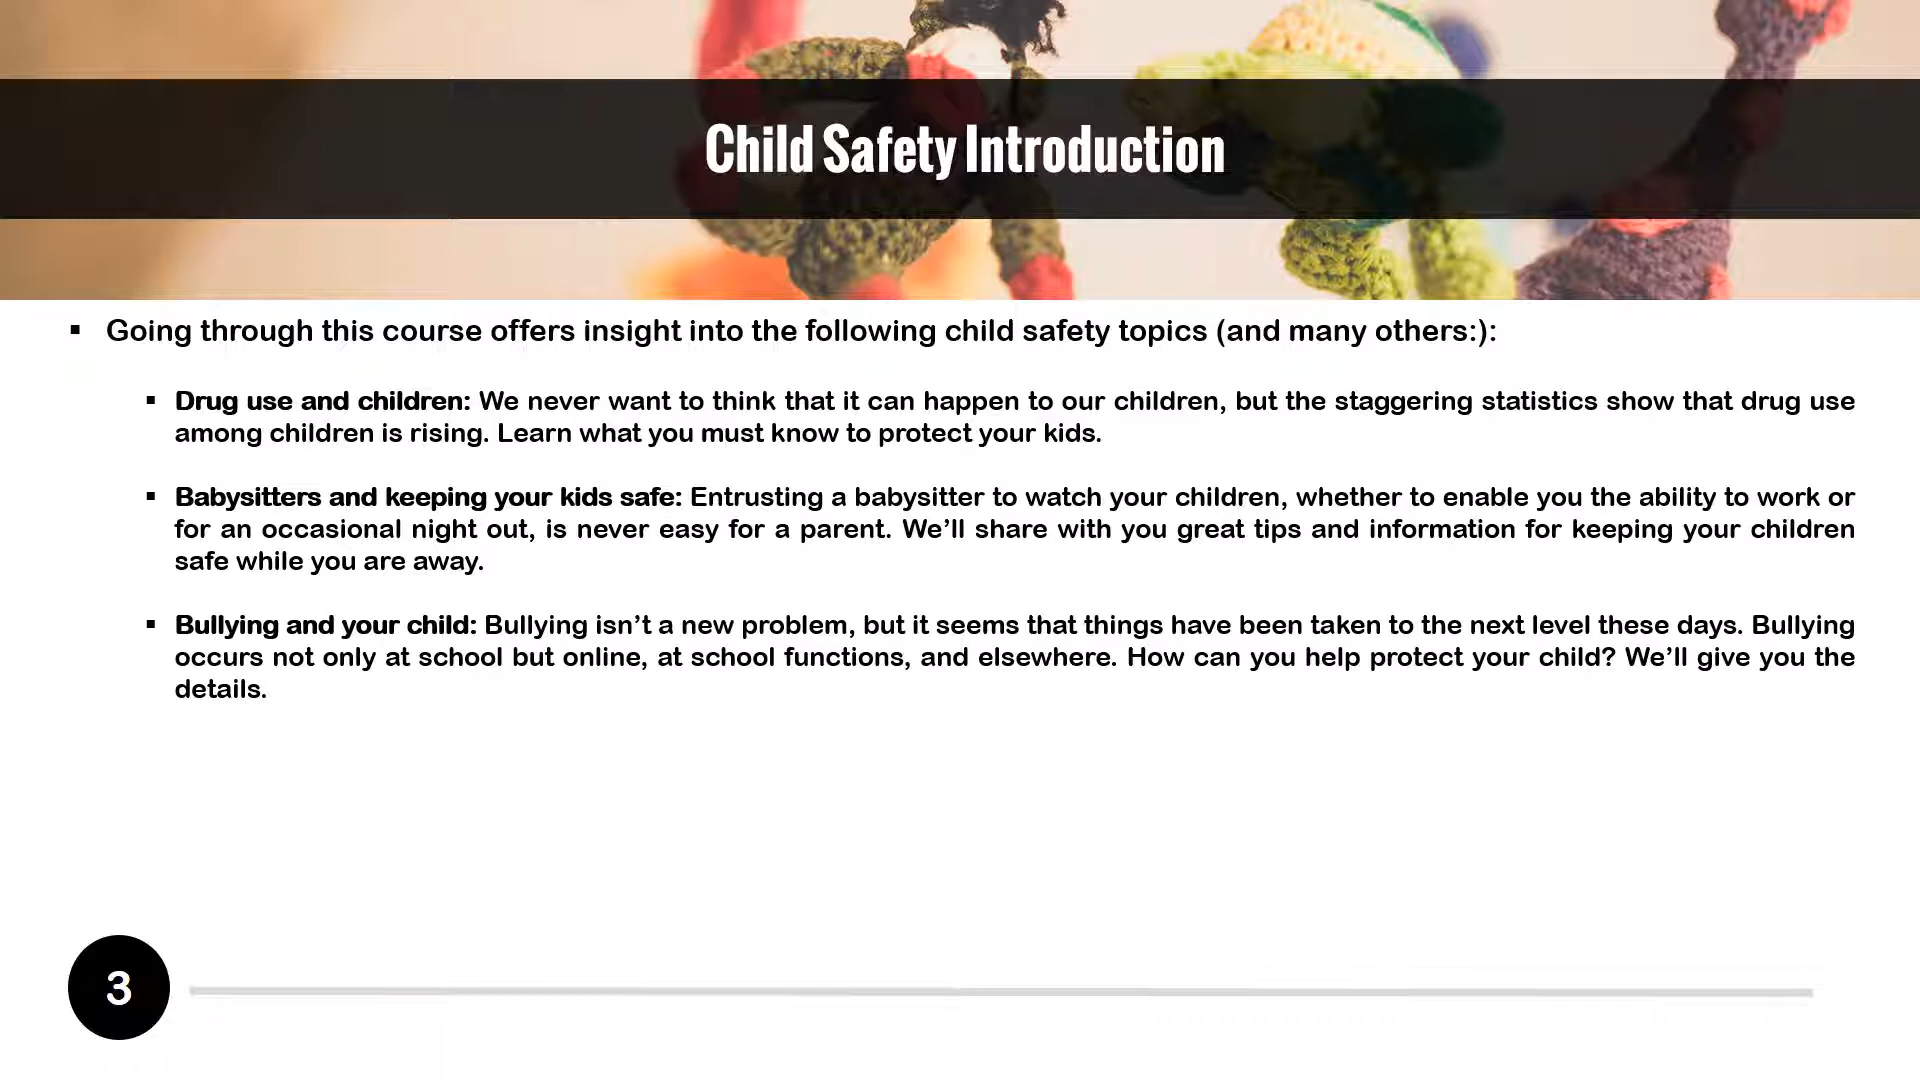 Child Safety Introduction
▪ Going through this course offers insight into the following child safety topics (and many others:):
▪ Drug use and children: We never want to think that it can happen to our children, but the staggering statistics show that drug use
among children is rising. Learn what you must know to protect your kids.
▪ Babysitters and keeping your kids safe: Entrusting a babysitter to watch your children, whether to enable you the ability to work or
for an occasional night out, is never easy for a parent. We’ll share with you great tips and information for keeping your children
safe while you are away.
▪ Bullying and your child: Bullying isn’t a new problem, but it seems that things have been taken to the next level these days. Bullying
occurs not only at school but online, at school functions, and elsewhere. How can you help protect your child? We’ll give you the
details.
3